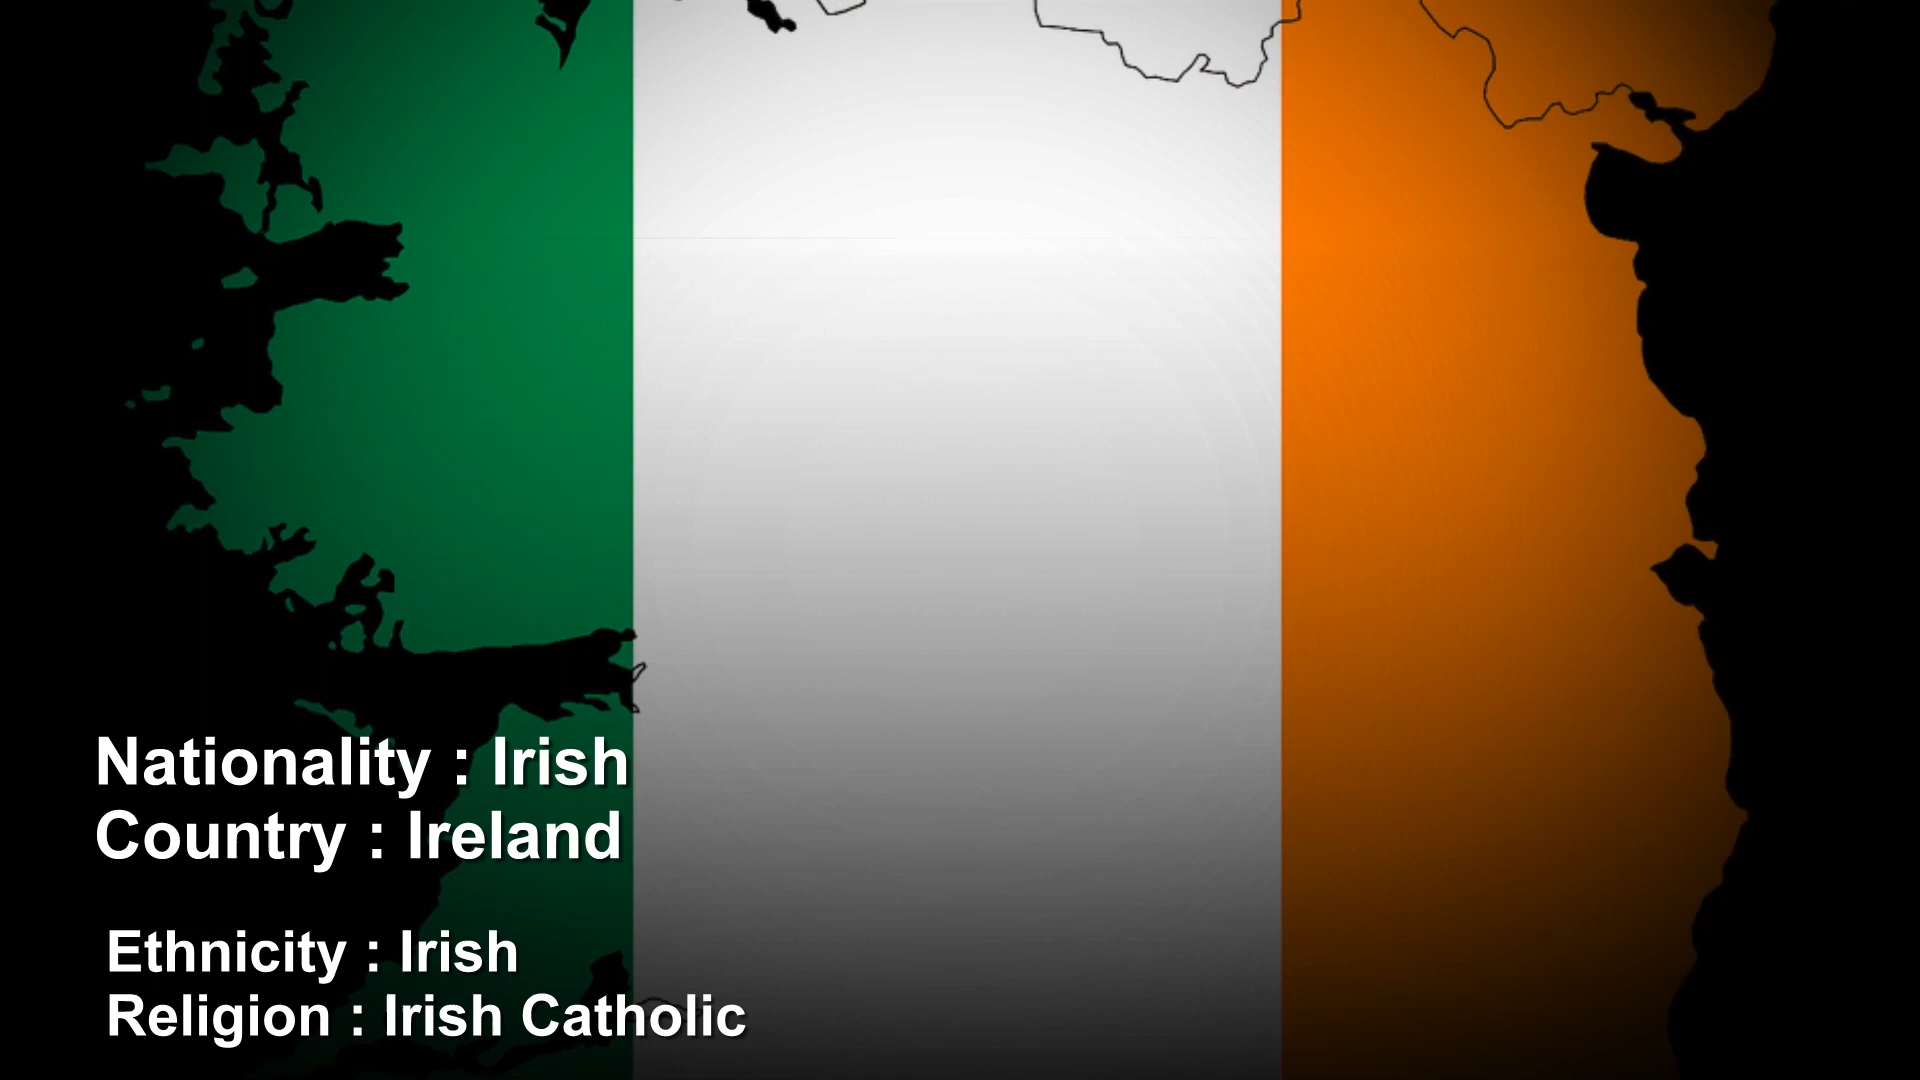 Nationality : Irish
Country : Ireland
Ethnicity : Irish
Religion : Irish Catholic